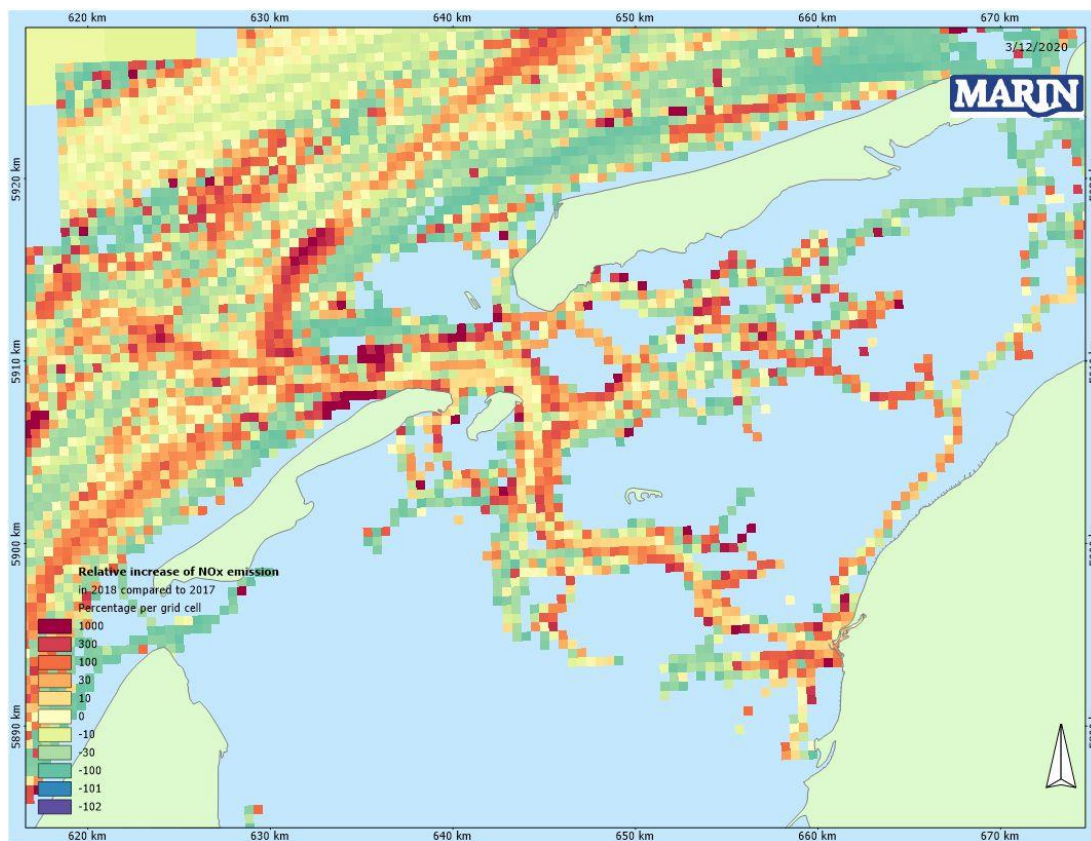 620 km 630 km 640 km 650 km 660 km 670 km
3/12/2020
MARIN
5920 km
5910 km
5900 km
5890 km
Relative increase of NOx emission
in 2018 compared to 2017
Percentage per grid cell
1000
300
100
30
10
0
-10
-30
-100
-101
-102
620 km 630 km 640 km 650 km 660 km 670 km